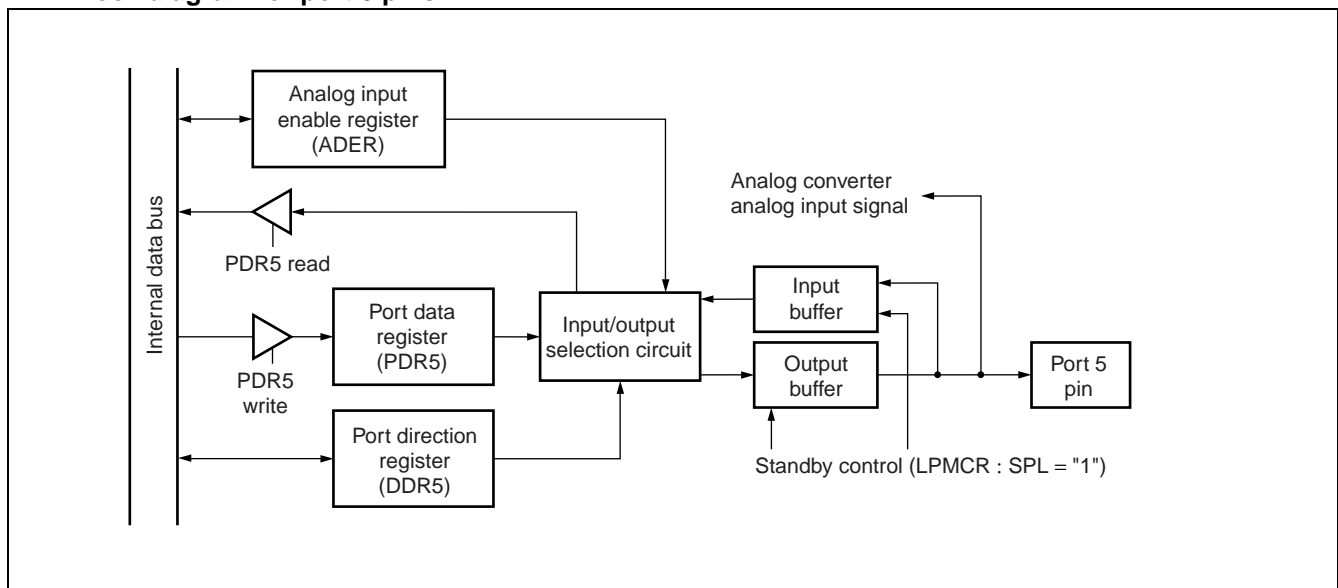 Analog input
enable register
(ADER)
Internal data bus
PDR5 read
Analog converter
analog input signal
Port data
register
(PDR5)
PDR5
write
Input/output
selection circuit
Input
buffer
Output
buffer
Port 5
pin
Port direction
register
(DDR5)
Standby control (LPMCR : SPL = "1")